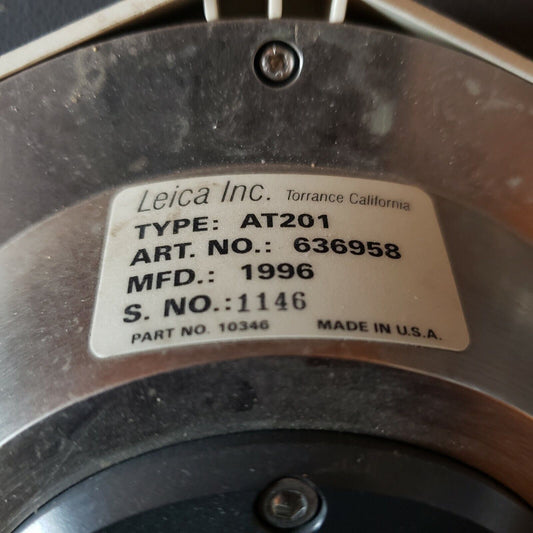 Leica Inc. Torrance California
TYPE: AT201
ART. NO.: 636958
MFD.: 1996
S. NO.:1146
PART NO. 10346 MADE IN U.S.A.